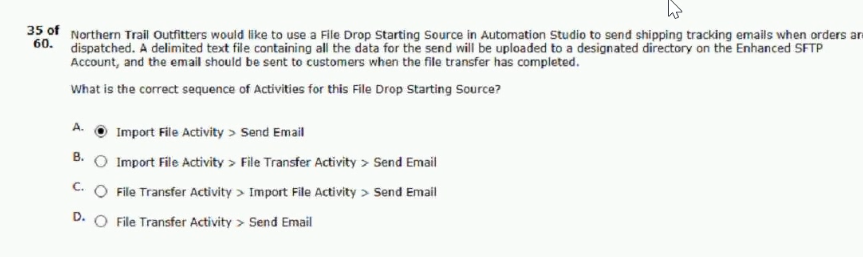 35 of
60.
Northern Trail Outfitters would like to use a File Drop Starting Source in Automation Studio to send shipping tracking emails when orders ar
dispatched. A delimited text file containing all the data for the send will be uploaded to a designated directory on the Enhanced SFTP
Account, and the email should be sent to customers when the file transfer has completed.
What is the correct sequence of Activities for this File Drop Starting Source?
A. Import File Activity > Send Email
B. Import File Activity > File Transfer Activity > Send Email
C. File Transfer Activity > Import File Activity > Send Email
D. File Transfer Activity > Send Email